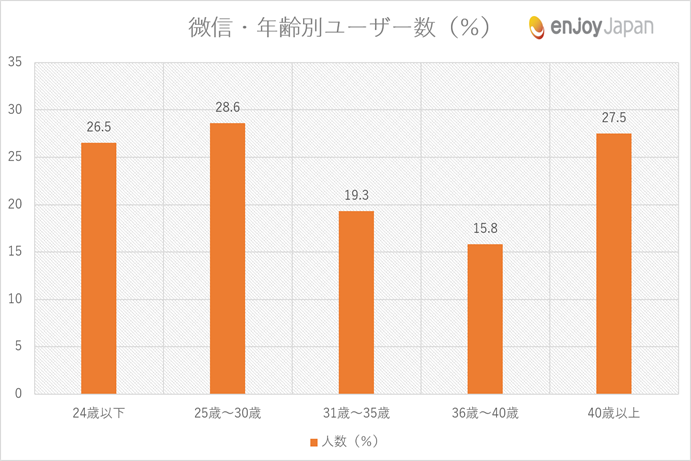 微信・年齢別ユーザー数（％）
enjoyJapan
35
30
25
20
15
10
5
0
26.5
28.6
19.3
15.8
27.5
24歳以下
25歳～30歳
31歳～35歳
36歳～40歳
40歳以上
人数（％）